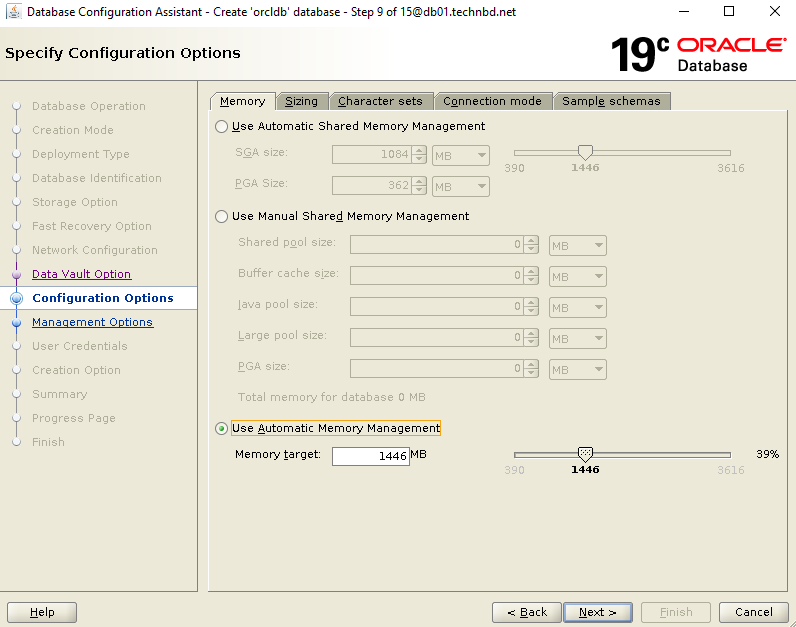 Database Configuration Assistant - Create 'orcldb' database - Step 9 of 15@db01.technbd.net
Specify Configuration Options
19c ORACLE
Database
Database Operation
Creation Mode
Deployment Type
Database Identification
Storage Option
Fast Recovery Option
Network Configuration
Data Vault Option
Configuration Options
Management Options
User Credentials
Creation Option
Summary
Progress Page
Finish
Memory Sizing Character sets Connection mode Sample schemas
Use Automatic Shared Memory Management
SGA size: 1084 MB
390 1446 3616
PGA Size: 362 MB
Use Manual Shared Memory Management
Shared pool size: 0 MB
Buffer cache size: 0 MB
Java pool size: 0 MB
Large pool size: 0 MB
PGA size: 0 MB
Total memory for database 0 MB
Use Automatic Memory Management
Memory target: 1446 MB 39%
390 1446 3616
Help < Back Next > Finish Cancel